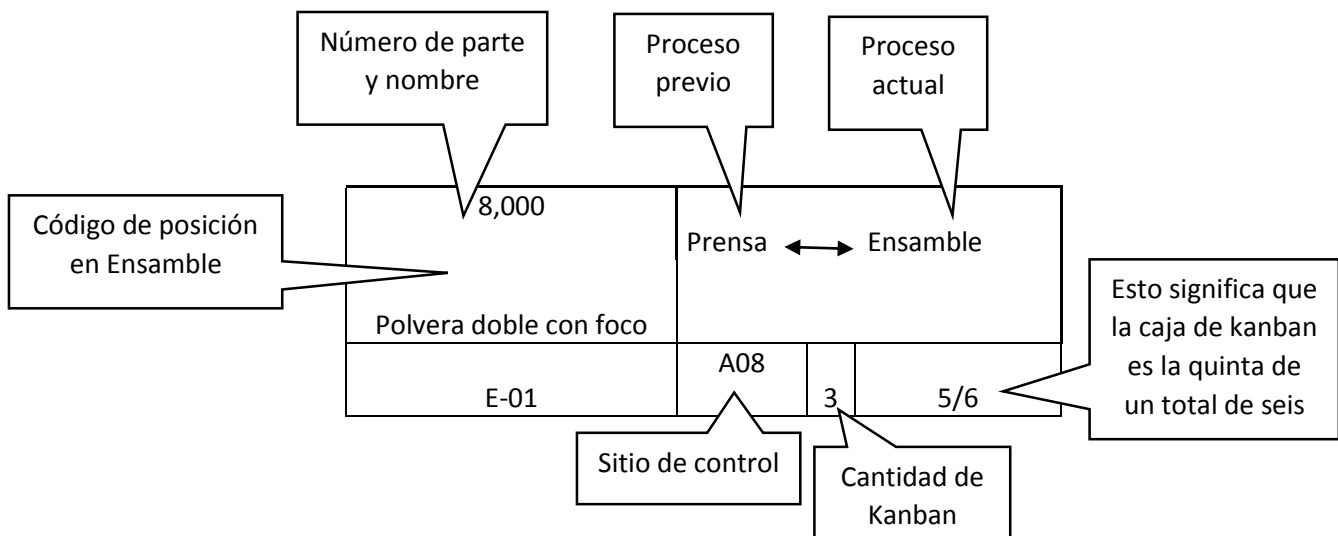 Número de parte
y nombre
Proceso
previo
Proceso
actual
Código de posición
en Ensamble
8,000
Prensa
Ensamble
Polvera doble con foco
Esto significa que
la caja de kanban
es la quinta de
un total de seis
A08
E-01
3
5/6
Sitio de control
Cantidad de
Kanban